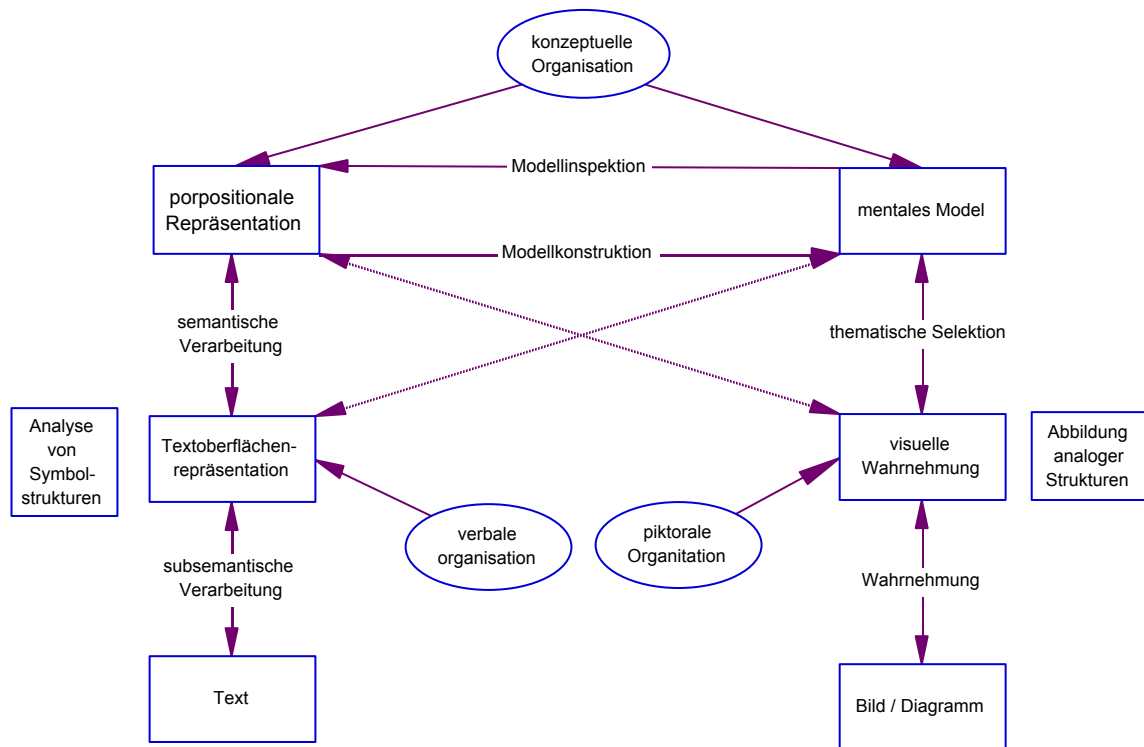 konzeptuelle
Organisation
Modellinspektion
porpositionale
Repräsentation
mentales Model
Modellkonstruktion
semantische
Verarbeitung
thematische Selektion
Analyse
von
Symbol-
strukturen
Textoberflächen-
repräsentation
visuelle
Wahrnehmung
Abbildung
analoger
Strukturen
verbale
organisation
piktorale
Organitation
subsemantische
Verarbeitung
Wahrnehmung
Text
Bild / Diagramm